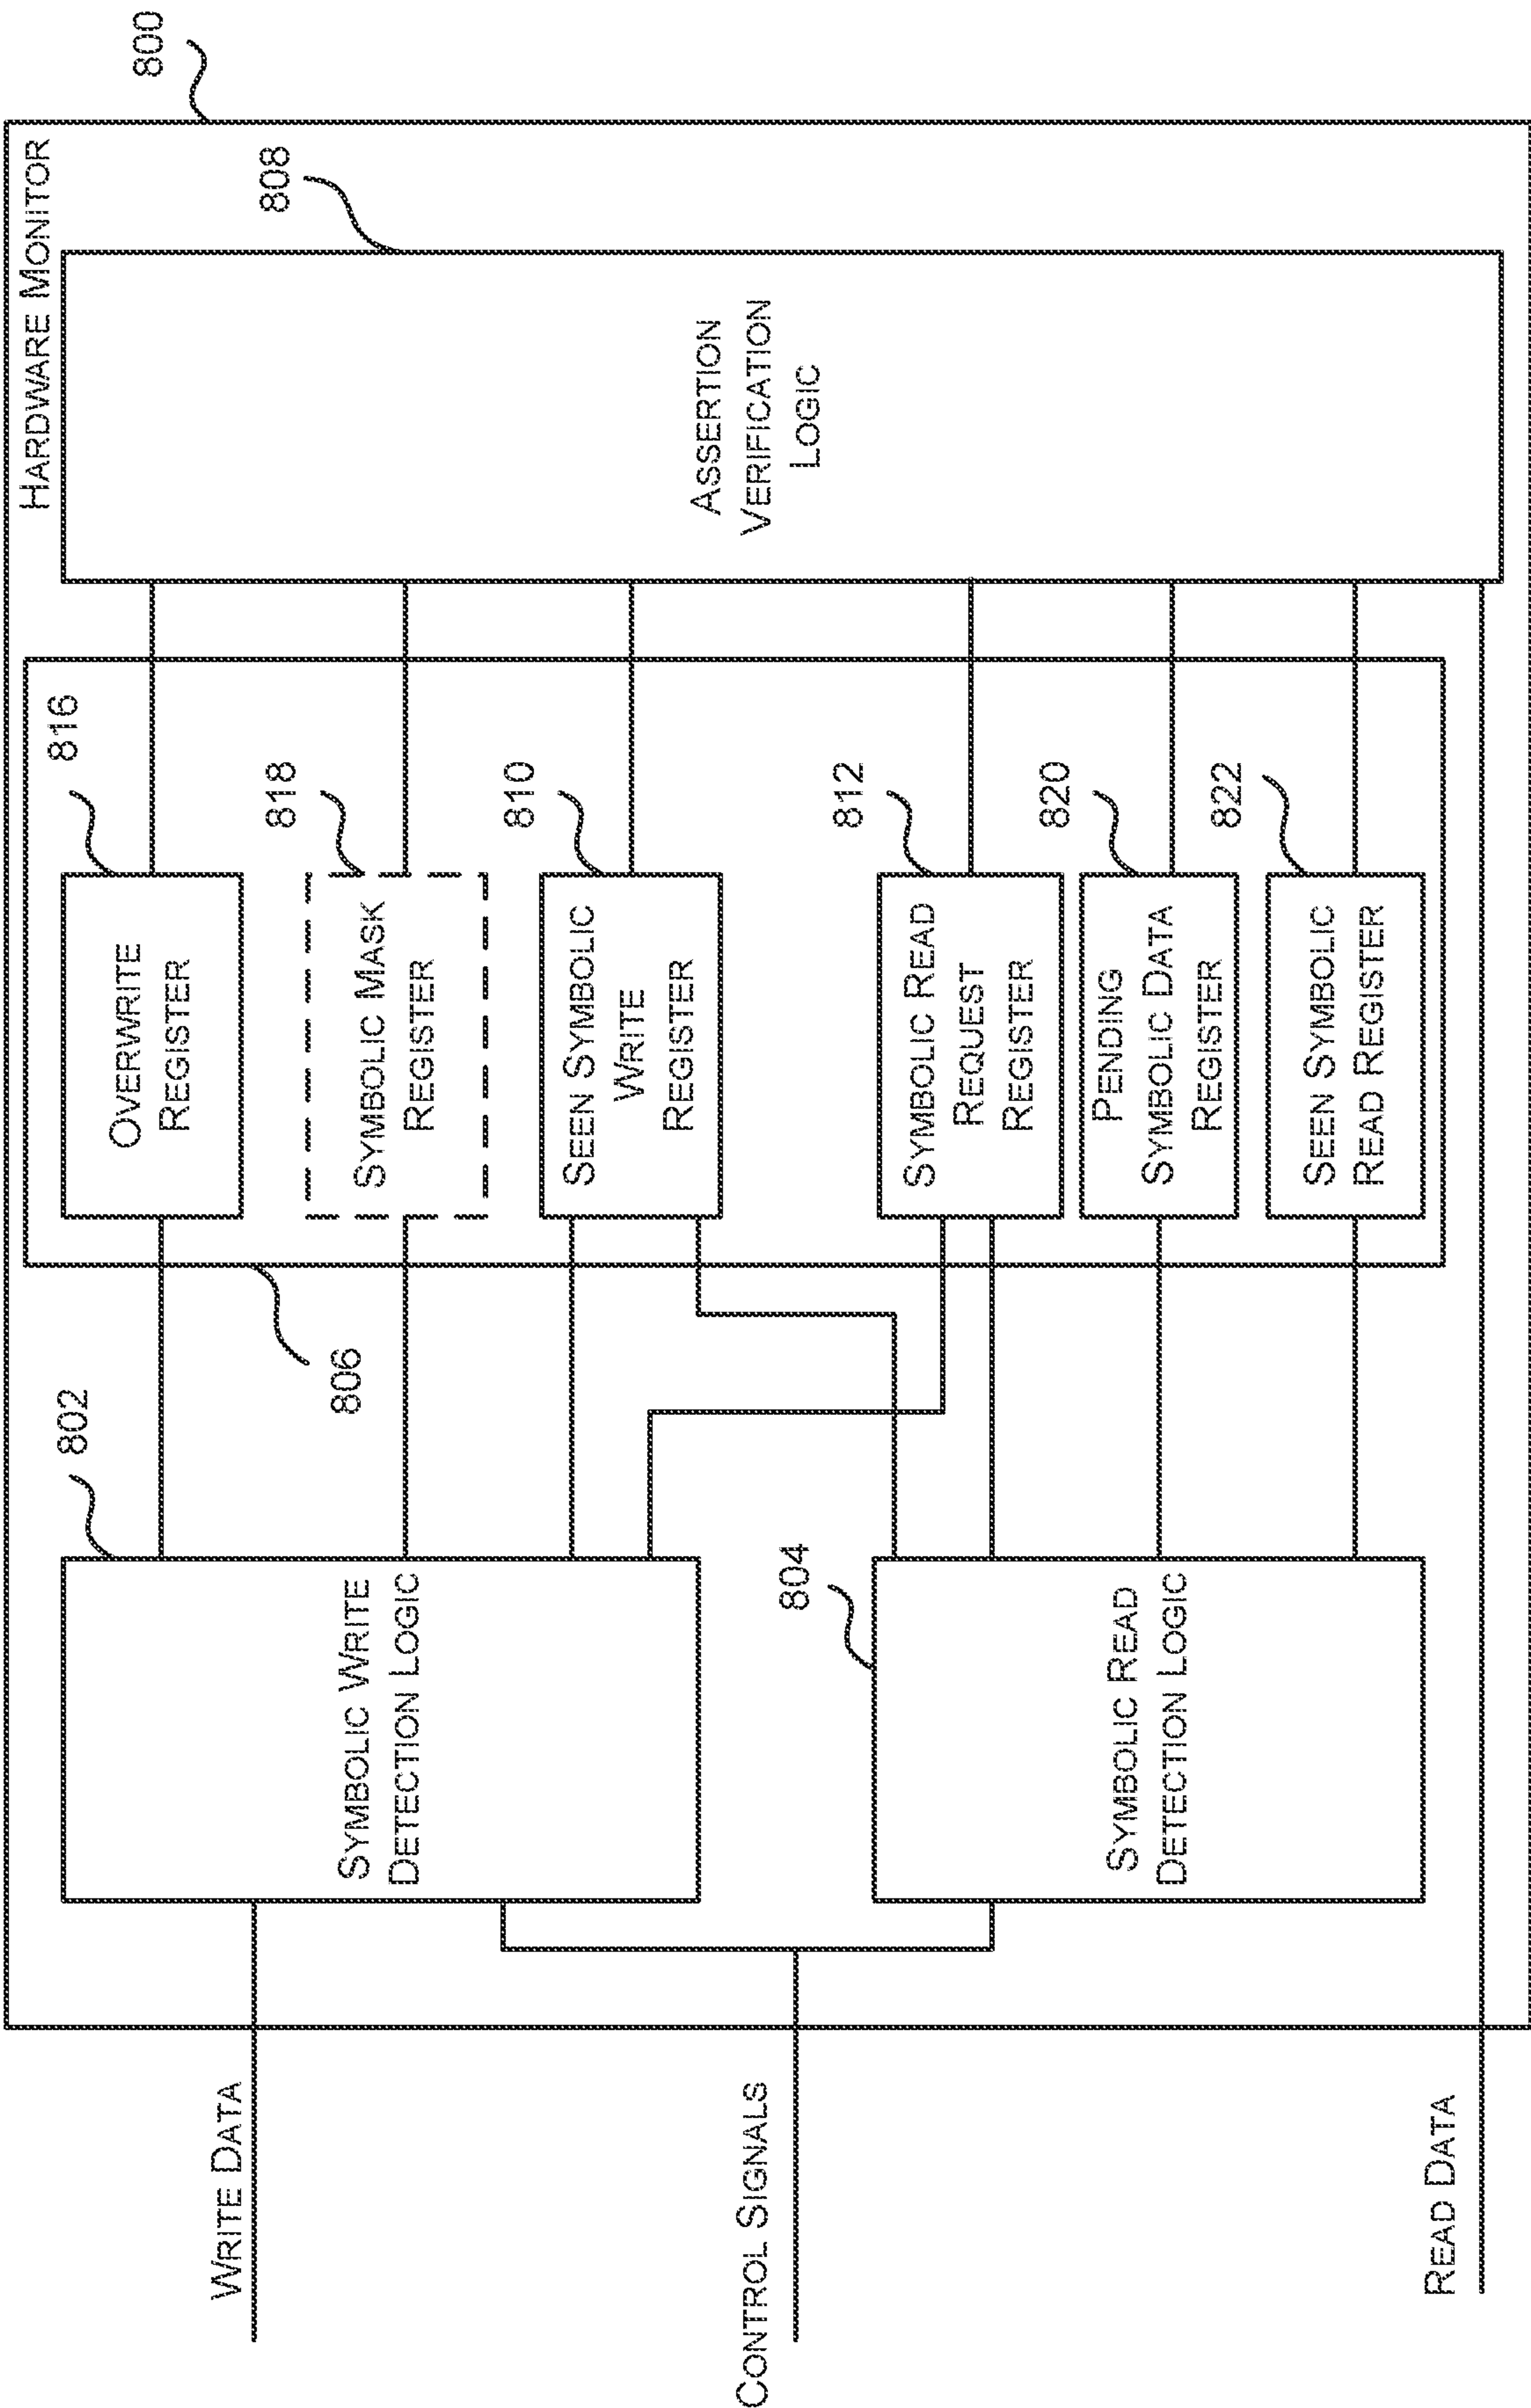 800
HARDWARE MONITOR
802
816
808
WRITE DATA
SYMBOLIC WRITE
DETECTION LOGIC
OVERWRITE
REGISTER
818
SYMBOLIC MASK
REGISTER
806
810
SEEN SYMBOLIC
WRITE
REGISTER
ASSERTION
VERIFICATION
LOGIC
CONTROL SIGNALS
804
812
SYMBOLIC READ
DETECTION LOGIC
SYMBOLIC READ
REQUEST
REGISTER
820
PENDING
SYMBOLIC DATA
REGISTER
822
SEEN SYMBOLIC
READ REGISTER
READ DATA